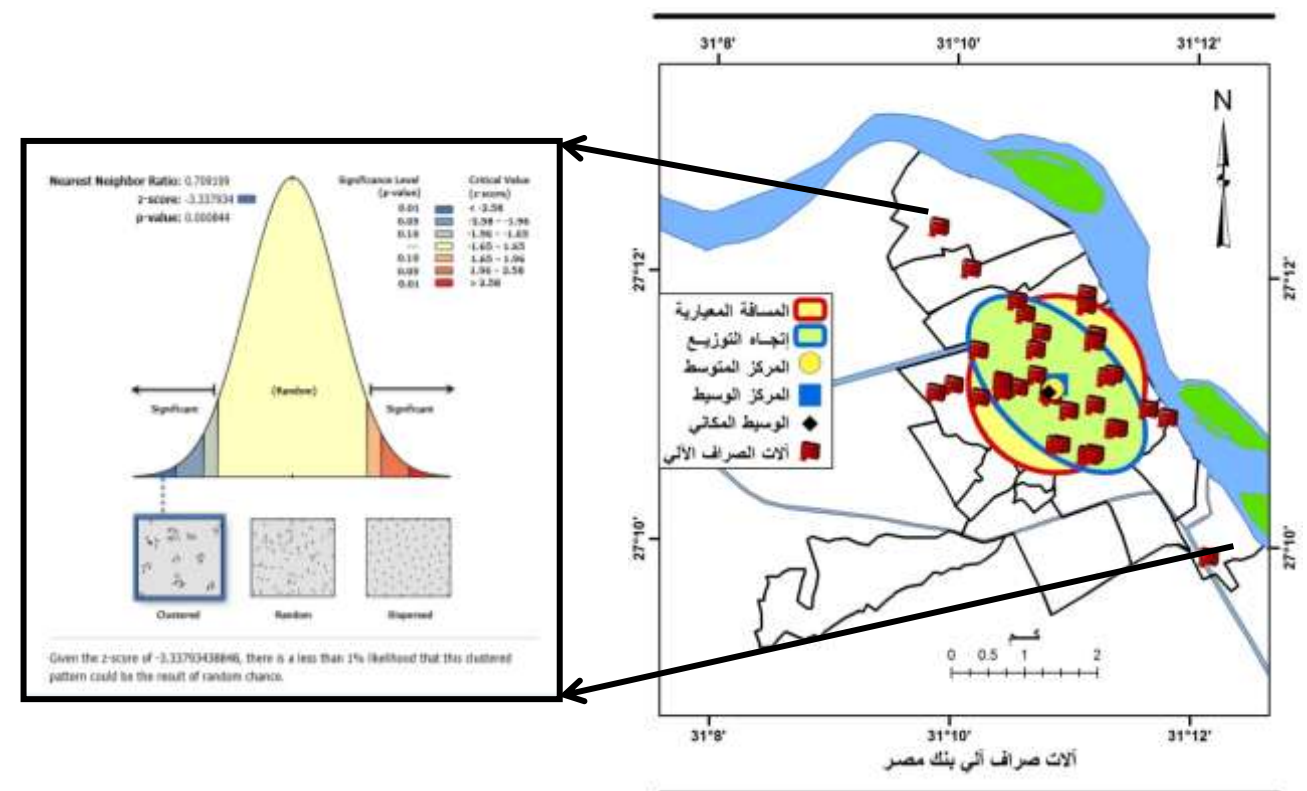 Nearest Neighbor Ratio: 0.709109
z-score: -3.337934
p-value: 0.000844
Significance Level
(p-value)
Critical Value
(z-score)
0.01 < -2.58
0.05 -2.58 - -1.96
0.10 -1.96 - -1.65
--- -1.65 - 1.65
0.10 1.65 - 1.96
0.05 1.96 - 2.58
0.01 > 2.58
(Random)
Significant
Significant
Clustered
Random
Dispersed
Given the z-score of -3.33793438846, there is a less than 1% likelihood that this clustered
pattern could be the result of random chance.
31°8' 31°10' 31°12'
N
27°12' 27°12'
المسافة المعيارية
إتجاه التوزيع
المركز المتوسط
المركز الوسيط
الوسيط المكاني
آلات الصراف الآلي
27°10' 27°10'
كم
0 0.5 1 2
31°8' 31°10' 31°12'
آلات صراف آلي بنك مصر